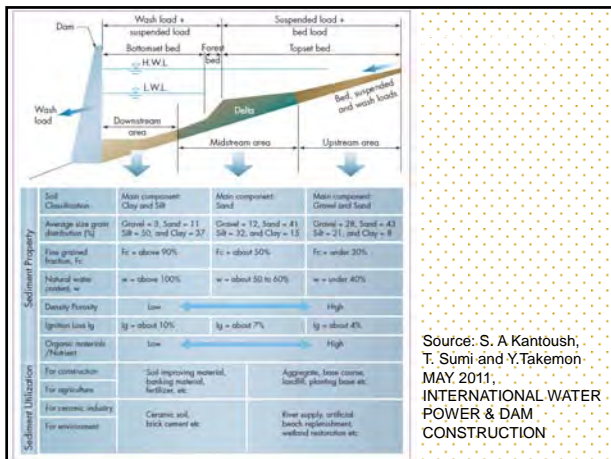 Dam
Wash load +
suspended load
Suspended load +
bed load
Bottomset bed
Forest
bed
Topset bed
H.W.L.
L.W.L.
Wash
load
Delta
Bed, suspended
and wash loads
Downstream
area
Midstream area
Upstream area
Sediment Property
Soil
Classification
Main component:
Clay and Silt
Main component:
Sand
Main component:
Gravel and Sand
Average size grain
distribution (%)
Gravel = 3, Sand = 11
Silt = 50, and Clay = 37
Gravel = 12, Sand = 41
Silt = 32, and Clay = 15
Gravel = 28, Sand = 43
Silt = 21, and Clay = 8
Fine grained
fraction, Fc
Fc = above 90%
Fc = about 50%
Fc = under 30%
Natural water
content, w
w = above 100%
w = about 50 to 60%
w = under 40%
Density Porosity
Low
High
Ignition Loss Ig
Ig = about 10%
Ig = about 7%
Ig = about 4%
Organic materials
/Nutrient
Low
High
Sediment Utilization
For construction
For agriculture
Soil improving material,
banking material,
fertilizer, etc
Aggregate, base coarse,
landfill, planting base etc
For ceramic industry
For environment
Ceramic soil,
brick cement etc
River supply, artificial
beach replenishment,
wetland restoration etc
Source: S. A Kantoush,
T. Sumi and Y.Takemon
MAY 2011,
INTERNATIONAL WATER
POWER & DAM
CONSTRUCTION